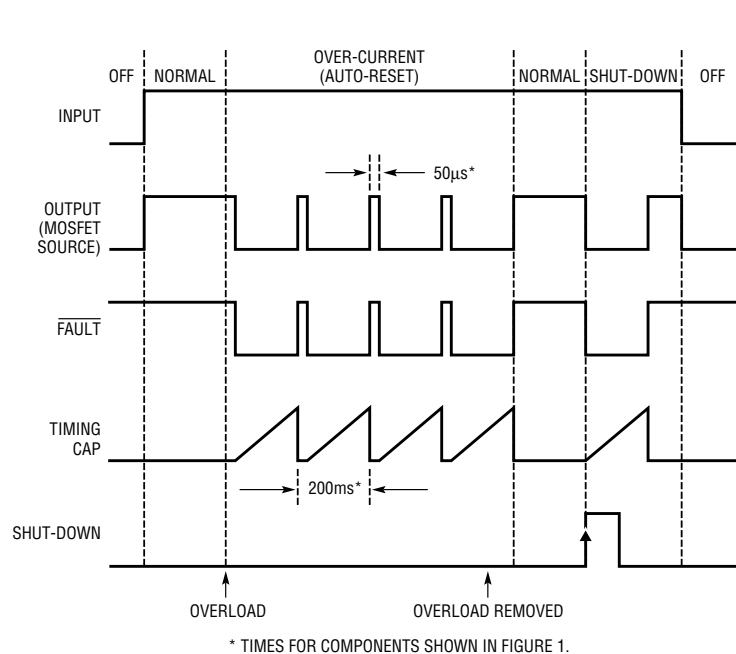 OVER-CURRENT
(AUTO-RESET)
OFF
NORMAL
NORMAL
SHUT-DOWN
OFF
INPUT
50μs*
OUTPUT
(MOSFET
SOURCE)
FAULT
TIMING
CAP
200ms*
SHUT-DOWN
OVERLOAD
OVERLOAD REMOVED
* TIMES FOR COMPONENTS SHOWN IN FIGURE 1.